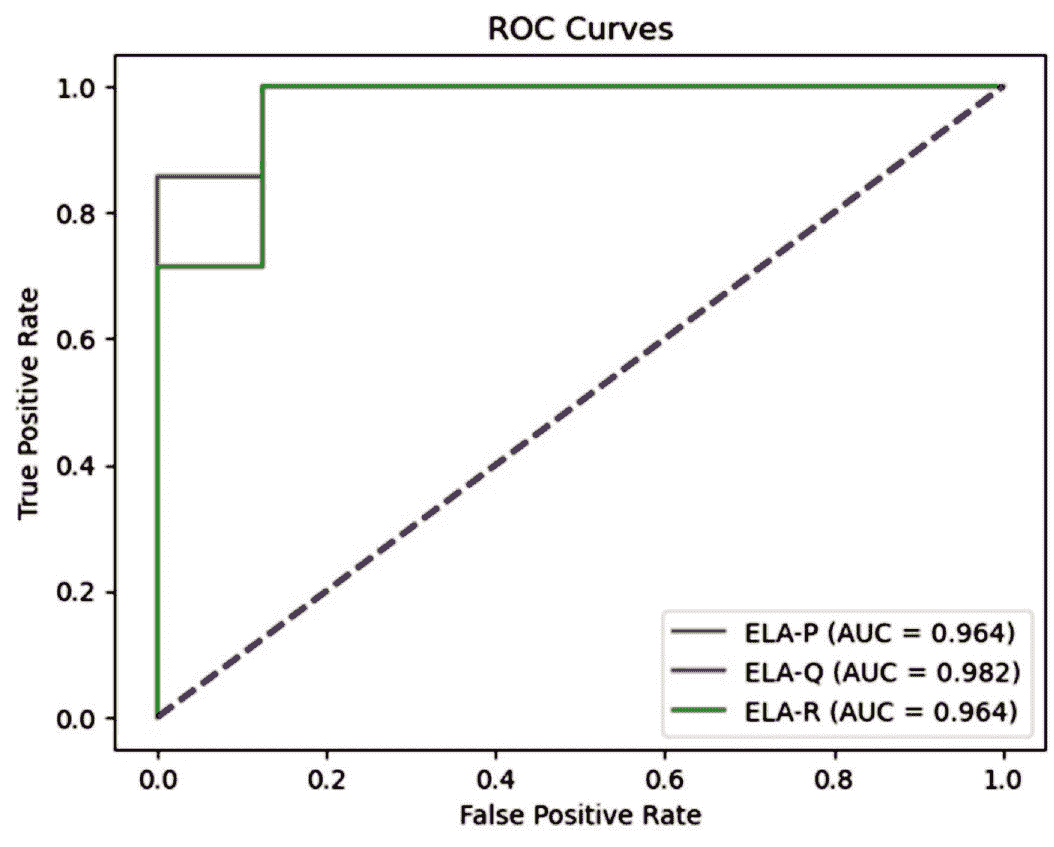 ROC Curves
1.0
0.8
0.6
0.4
0.2
0.0
True Positive Rate
ELA-P (AUC = 0.964)
ELA-Q (AUC = 0.982)
ELA-R (AUC = 0.964)
0.0 0.2 0.4 0.6 0.8 1.0
False Positive Rate